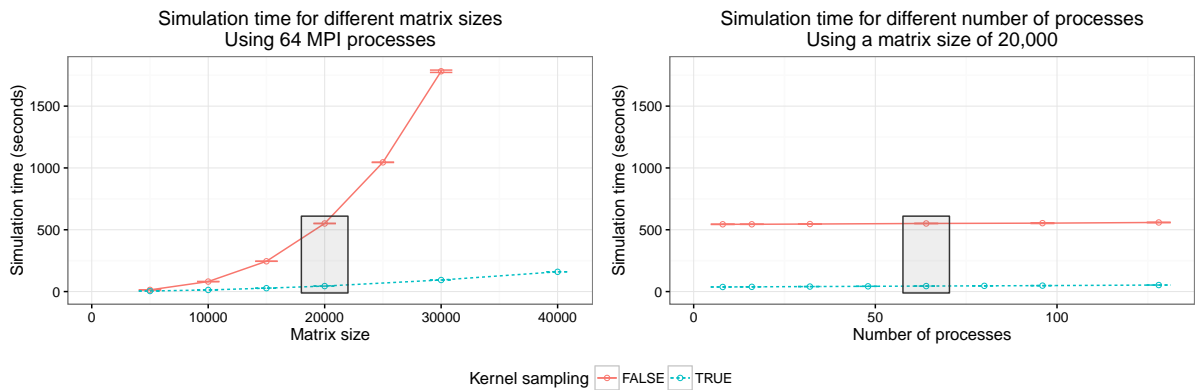 Simulation time for different matrix sizes
Using 64 MPI processes
Simulation time (seconds)
1500
1000
500
0
0 10000 20000 30000 40000
Matrix size
Simulation time for different number of processes
Using a matrix size of 20,000
Simulation time (seconds)
1500
1000
500
0
0 50 100
Number of processes
Kernel sampling FALSE TRUE